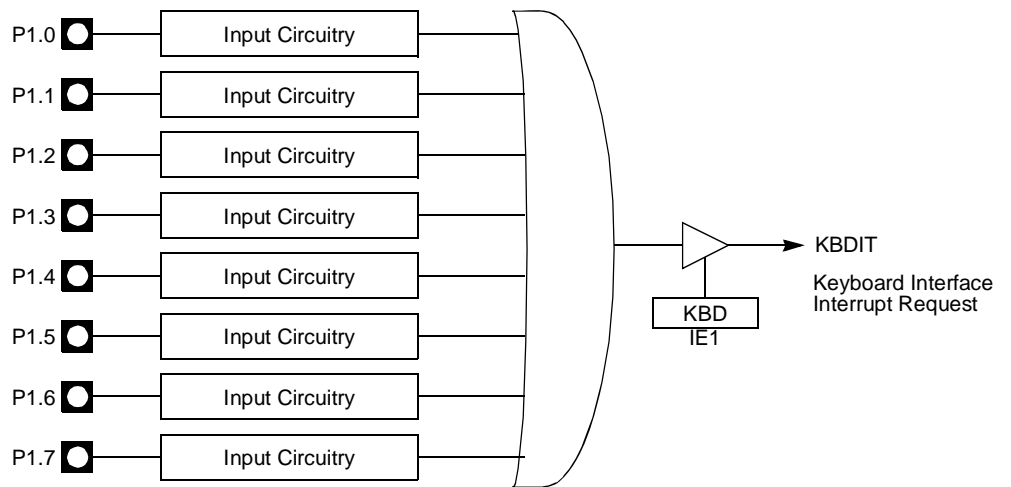 P1.0 Input Circuitry
P1.1 Input Circuitry
P1.2 Input Circuitry
P1.3 Input Circuitry
P1.4 Input Circuitry
P1.5 Input Circuitry
P1.6 Input Circuitry
P1.7 Input Circuitry
KBDIT
Keyboard Interface
Interrupt Request
KBD
IE1